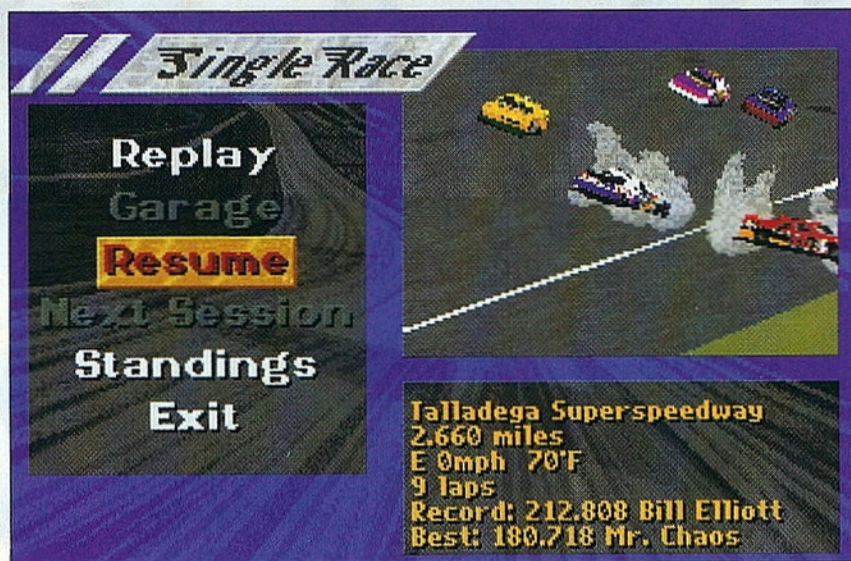 Single Race
Replay
Garage
Resume
Next Session
Standings
Exit
Talladega Superspeedway
2.660 miles
E 0mph 70°F
9 laps
Record: 212.808 Bill Elliott
Best: 180.718 Mr. Chaos